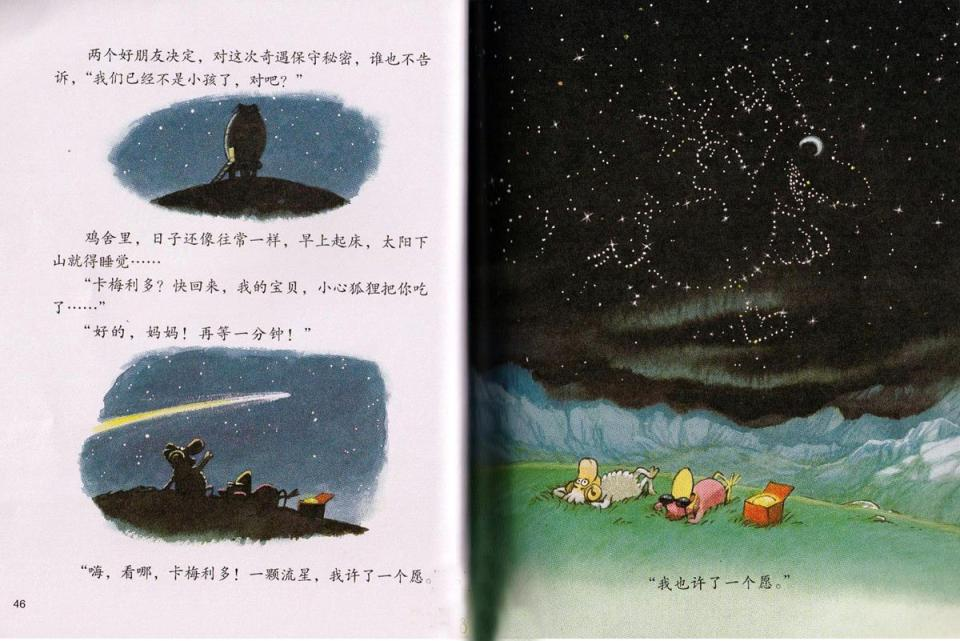 两个好朋友决定，对这次奇遇保守秘密，谁也不告
诉，“我们已经不是小孩了，对吧？”
鸡舍里，日子还像往常一样，早上起床，太阳下
山就得睡觉……
“卡梅利多？快回来，我的宝贝，小心狐狸把你吃
了……”
“好的，妈妈！再等一分钟！”
“嗨，看哪，卡梅利多！一颗流星，我许了一个愿。
46
“我也许了一个愿。”